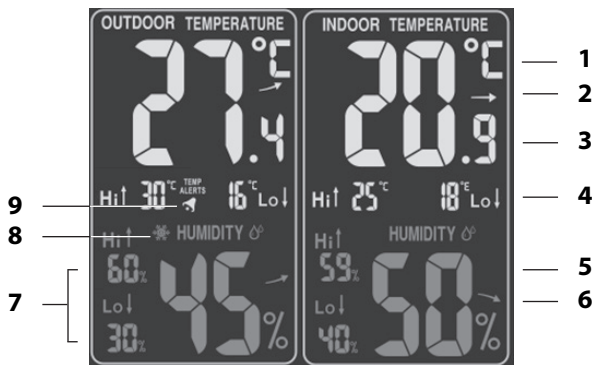 OUTDOOR TEMPERATURE
27.4°C
Hi↑ 30°C TEMP ALERTS 16°C Lo↓
HUMIDITY
Hi↑
60%
Lo↓
30%
45%
INDOOR TEMPERATURE
20.9°C
Hi↑ 25°C 18°E Lo↓
HUMIDITY
Hi↑
59%
Lo↓
40%
50%
1
2
3
4
5
6
9
8
7